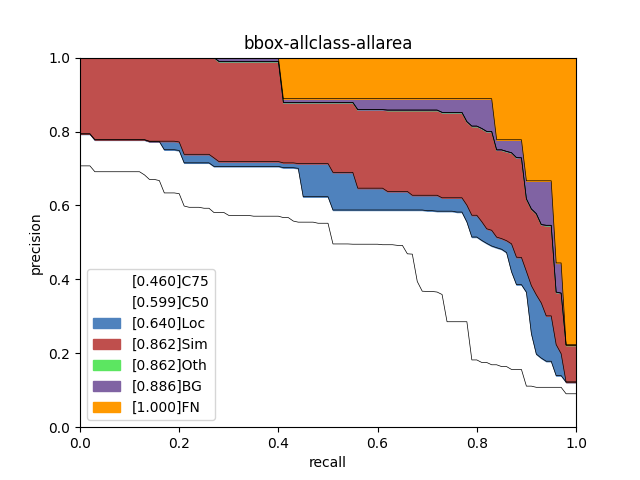 bbox-allclass-allarea
precision
1.0
0.8
0.6
0.4
0.2
0.0
[0.460]C75
[0.599]C50
[0.640]Loc
[0.862]Sim
[0.862]Oth
[0.886]BG
[1.000]FN
0.0 0.2 0.4 0.6 0.8 1.0
recall